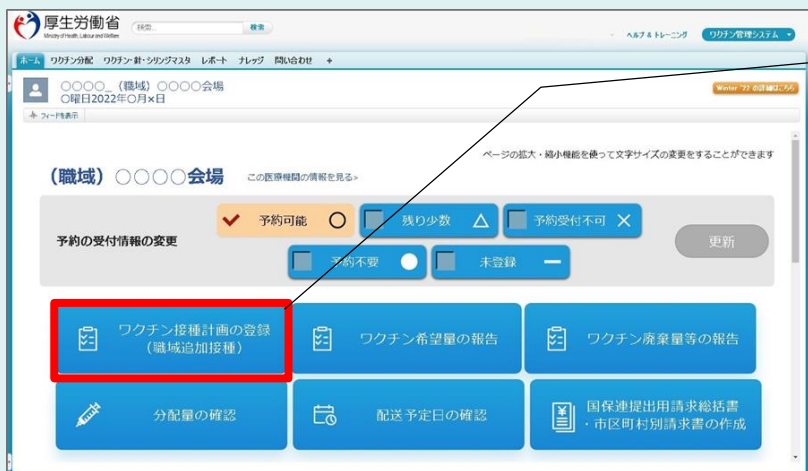 厚生労働省
Ministry of Health, Labour and Welfare
検索...
検索
ヘルプ & トレーニング
ワクチン管理システム
ホーム ワクチン分配 ワクチン・針・シリンジマスタ レポート ナレッジ 問い合わせ +
○○○○_（職域）○○○○会場
○曜日2022年○月×日
Winter '22 の詳細はこちら
フィードを表示
ページの拡大・縮小機能を使って文字サイズの変更をすることができます
（職域）○○○○会場
この医療機関の情報を見る>
予約の受付情報の変更
予約可能 ○
残り少数 △
予約受付不可 ×
予約不要 ●
未登録 ー
更新
ワクチン接種計画の登録
（職域追加接種）
ワクチン希望量の報告
ワクチン廃棄量等の報告
分配量の確認
配送予定日の確認
国保連提出用請求総括書
・市区町村別請求書の作成